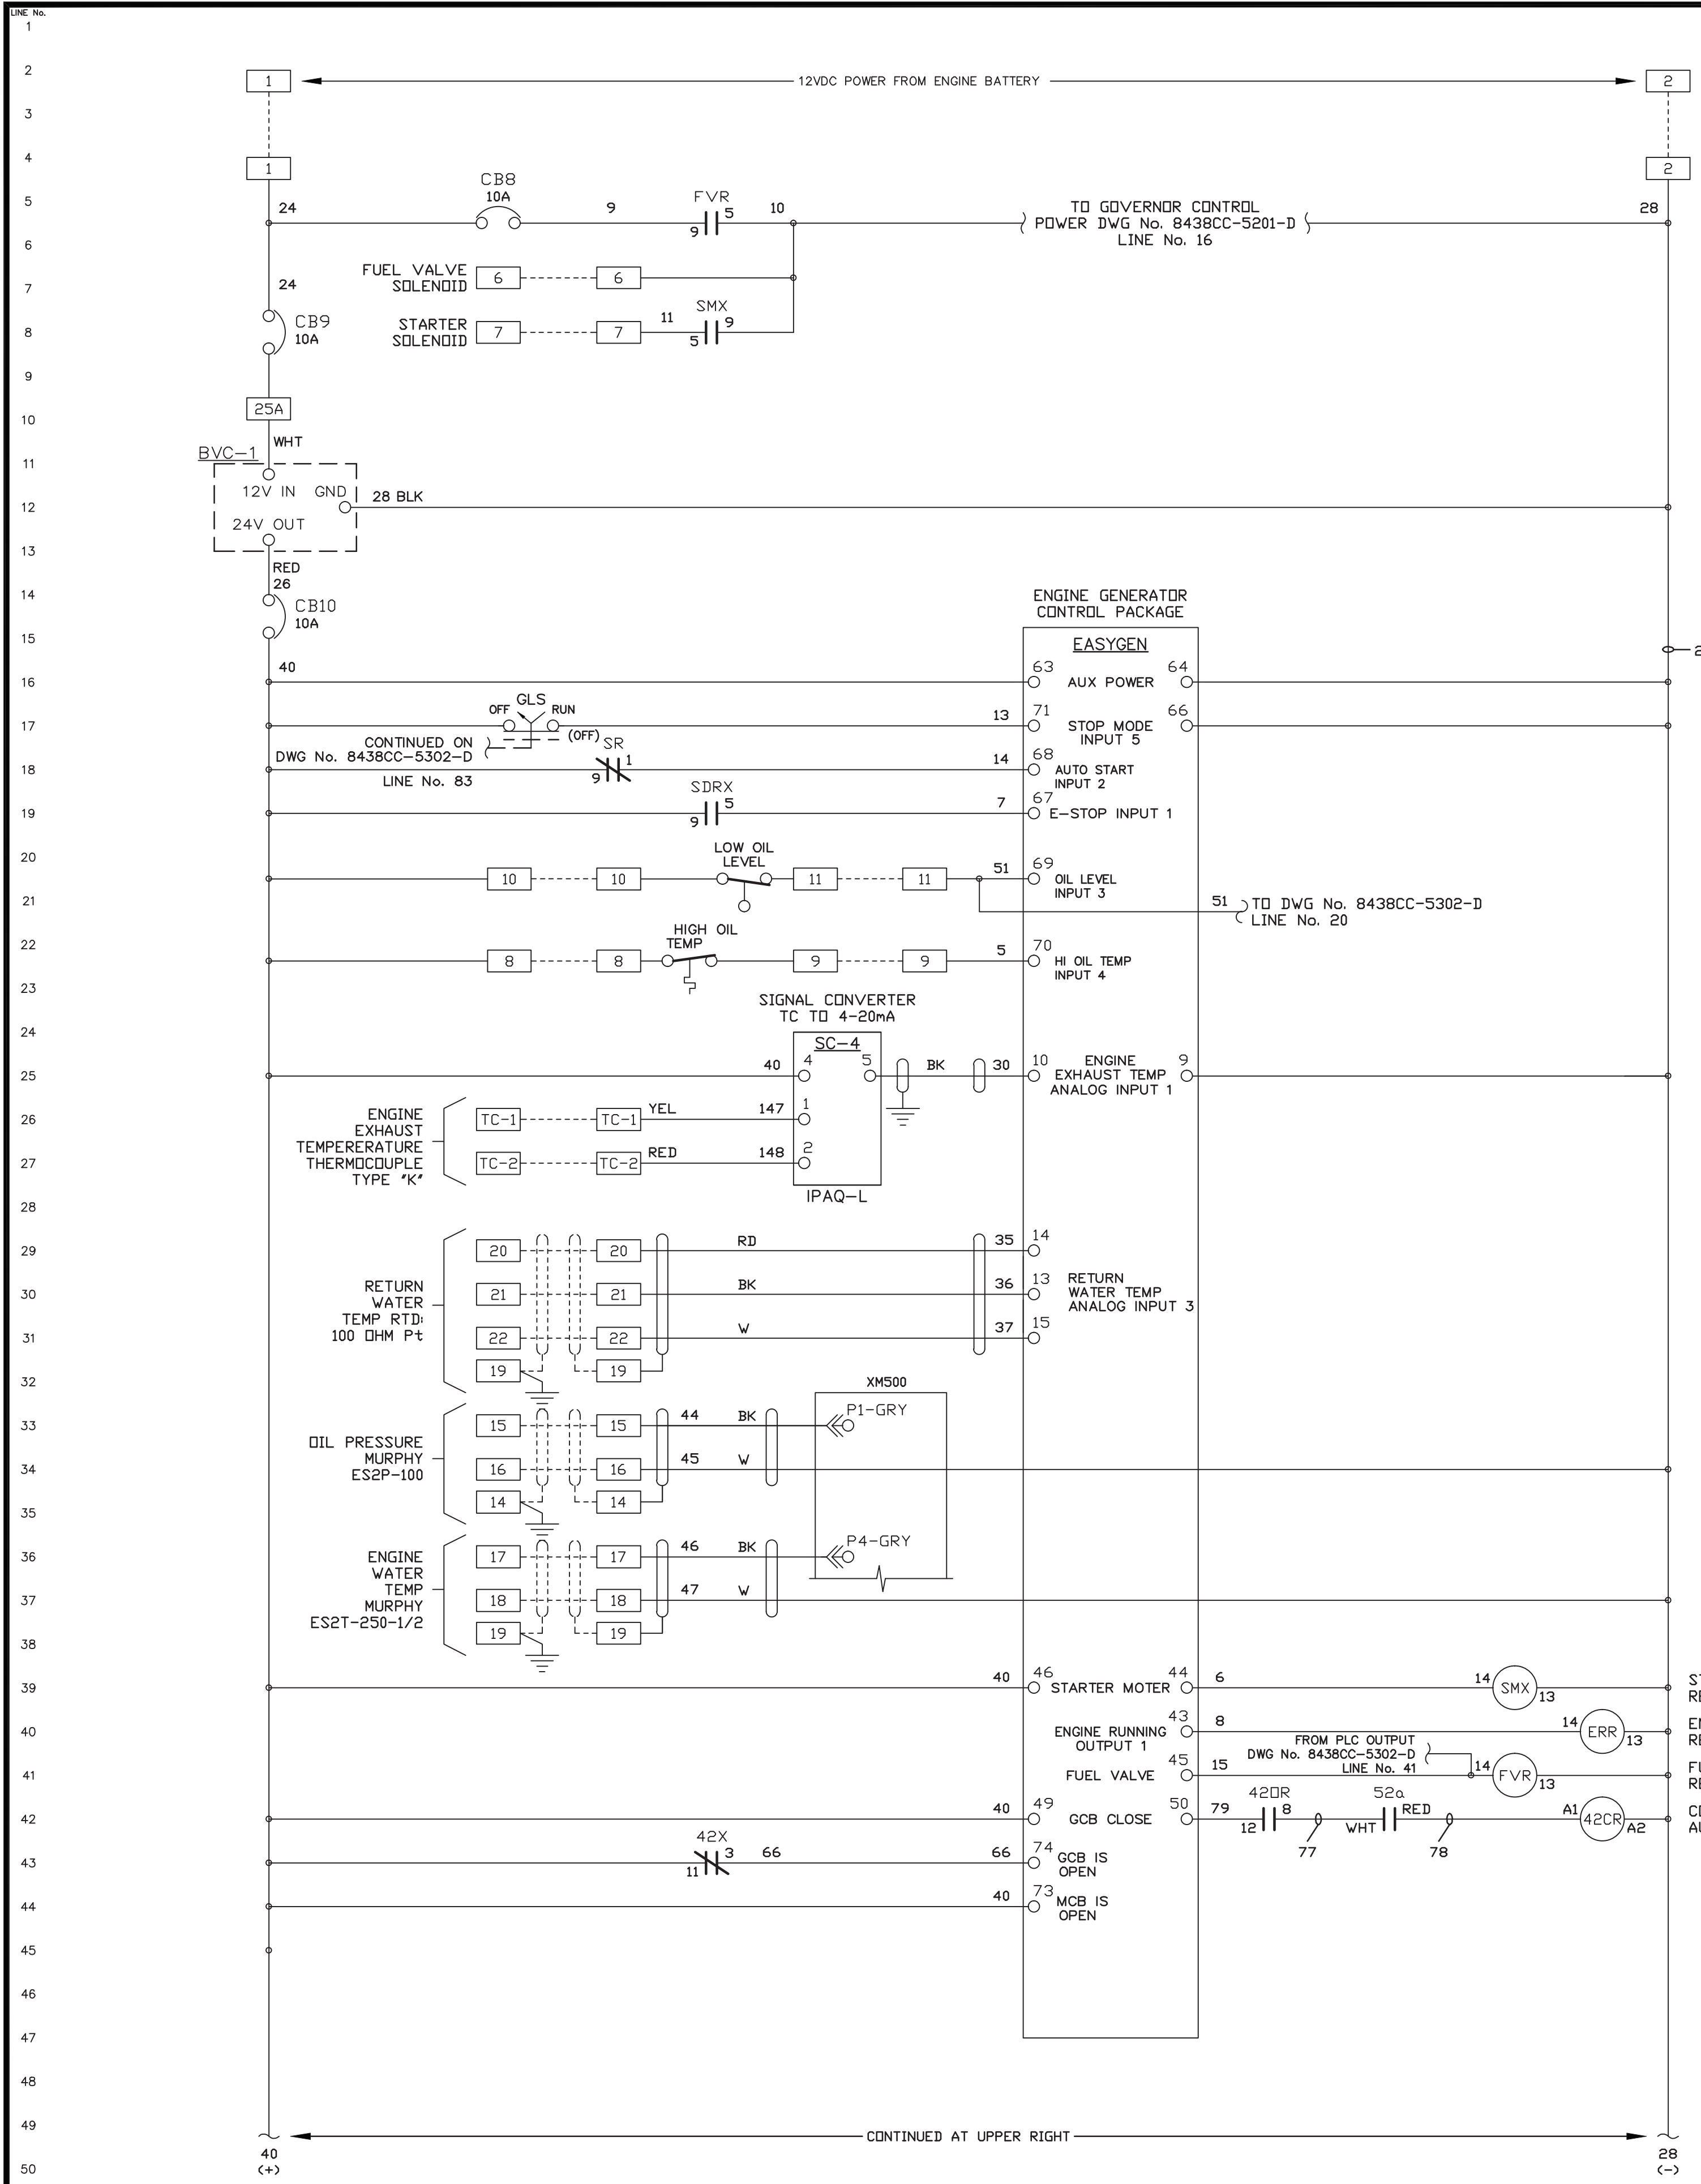 LINE No.
1
2
1
12VDC POWER FROM ENGINE BATTERY
2
3
4
1
2
CB8
10A
FVR
5
24
9
5
10
TO GOVERNOR CONTROL
28
9
POWER DWG No. 8438CC-5201-D
6
LINE No. 16
FUEL VALVE
SOLENOID
6
6
7
24
SMX
CB9
10A
11
9
8
STARTER
SOLENOID
7
7
5
9
25A
10
WHT
BVC-1
11
12V IN GND
28 BLK
12
24V OUT
13
RED
26
14
CB10
10A
ENGINE GENERATOR
CONTROL PACKAGE
15
EASYGEN
40
63
64
16
AUX POWER
GLS
OFF
RUN
(OFF)
13
71
66
17
STOP MODE
INPUT 5
CONTINUED ON
DWG No. 8438CC-5302-D
LINE No. 83
SR
1
9
14
68
18
AUTO START
INPUT 2
SDRX
5
9
7
67
19
E-STOP INPUT 1
20
LOW OIL
LEVEL
10
10
11
11
51
69
OIL LEVEL
INPUT 3
21
51
TO DWG No. 8438CC-5302-D
LINE No. 20
22
HIGH OIL
TEMP
8
8
9
9
5
70
HI OIL TEMP
INPUT 4
23
SIGNAL CONVERTER
TC TO 4-20mA
24
SC-4
40
4
5
BK
30
10
ENGINE
9
25
EXHAUST TEMP
ANALOG INPUT 1
26
ENGINE
EXHAUST
TEMPERERATURE
THERMOCOUPLE
TYPE "K"
TC-1
TC-1
YEL
147
1
27
TC-2
TC-2
RED
148
2
IPAQ-L
28
29
20
20
RD
35
14
30
RETURN
WATER
TEMP RTD:
100 OHM Pt
21
21
BK
36
13
RETURN
WATER TEMP
ANALOG INPUT 3
31
22
22
W
37
15
19
19
32
XM500
33
15
15
44
BK
P1-GRY
OIL PRESSURE
MURPHY
ES2P-100
34
16
16
45
W
14
14
35
36
17
17
46
BK
P4-GRY
ENGINE
WATER
TEMP
MURPHY
ES2T-250-1/2
37
18
18
47
W
19
19
38
39
40
46
STARTER MOTER
44
6
14
SMX
13
40
ENGINE RUNNING
OUTPUT 1
43
8
14
ERR
13
FROM PLC OUTPUT
DWG No. 8438CC-5302-D
LINE No. 41
41
FUEL VALVE
45
15
14
FVR
13
42
40
49
GCB CLOSE
50
79
42OR
8
12
77
52a
WHT
RED
78
A1
42CR
A2
43
42X
3
11
66
66
74
GCB IS
OPEN
44
40
73
MCB IS
OPEN
45
46
47
48
49
CONTINUED AT UPPER RIGHT
40
(+)
28
(-)
50